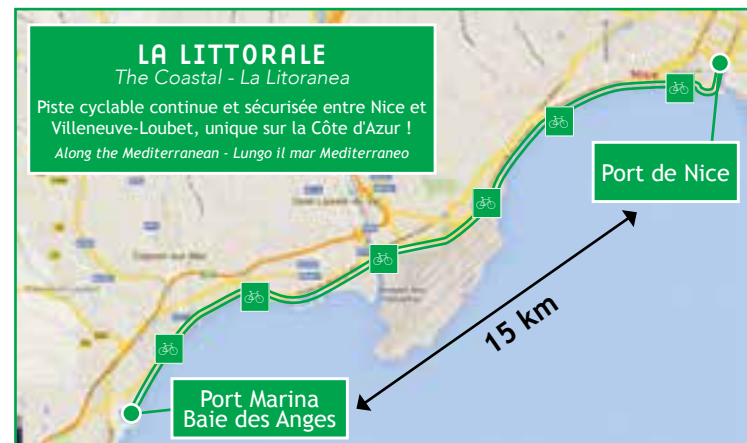 LA LITTORALE
The Coastal - La Litoranea
Piste cyclable continue et sécurisée entre Nice et
Villeneuve-Loubet, unique sur la Côte d'Azur !
Along the Mediterranean - Lungo il mar Mediterraneo
Nice
Port de Nice
15 km
Port Marina
Baie des Anges